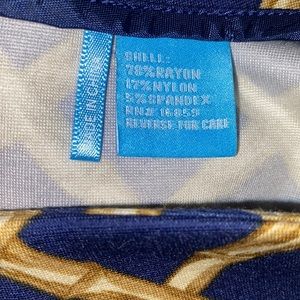 SHELL:
78%RAYON
17%NYLON
5%SPANDEX
RN# 16859
REVERSE FOR CARE